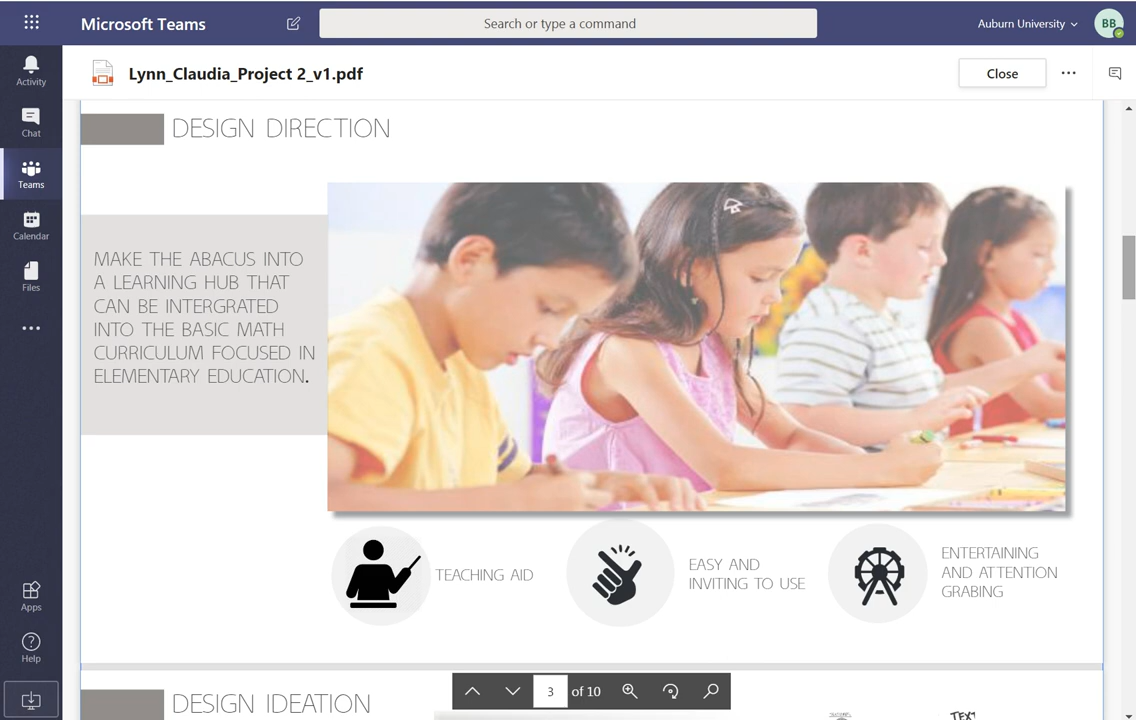 Microsoft Teams
Search or type a command
Auburn University
BB
Activity
Chat
Teams
Calendar
Files
Apps
Help
Lynn_Claudia_Project 2_v1.pdf
Close
DESIGN DIRECTION
MAKE THE ABACUS INTO
A LEARNING HUB THAT
CAN BE INTERGRATED
INTO THE BASIC MATH
CURRICULUM FOCUSED IN
ELEMENTARY EDUCATION.
TEACHING AID
EASY AND
INVITING TO USE
ENTERTAINING
AND ATTENTION
GRABING
3 of 10
DESIGN IDEATION
TEXT